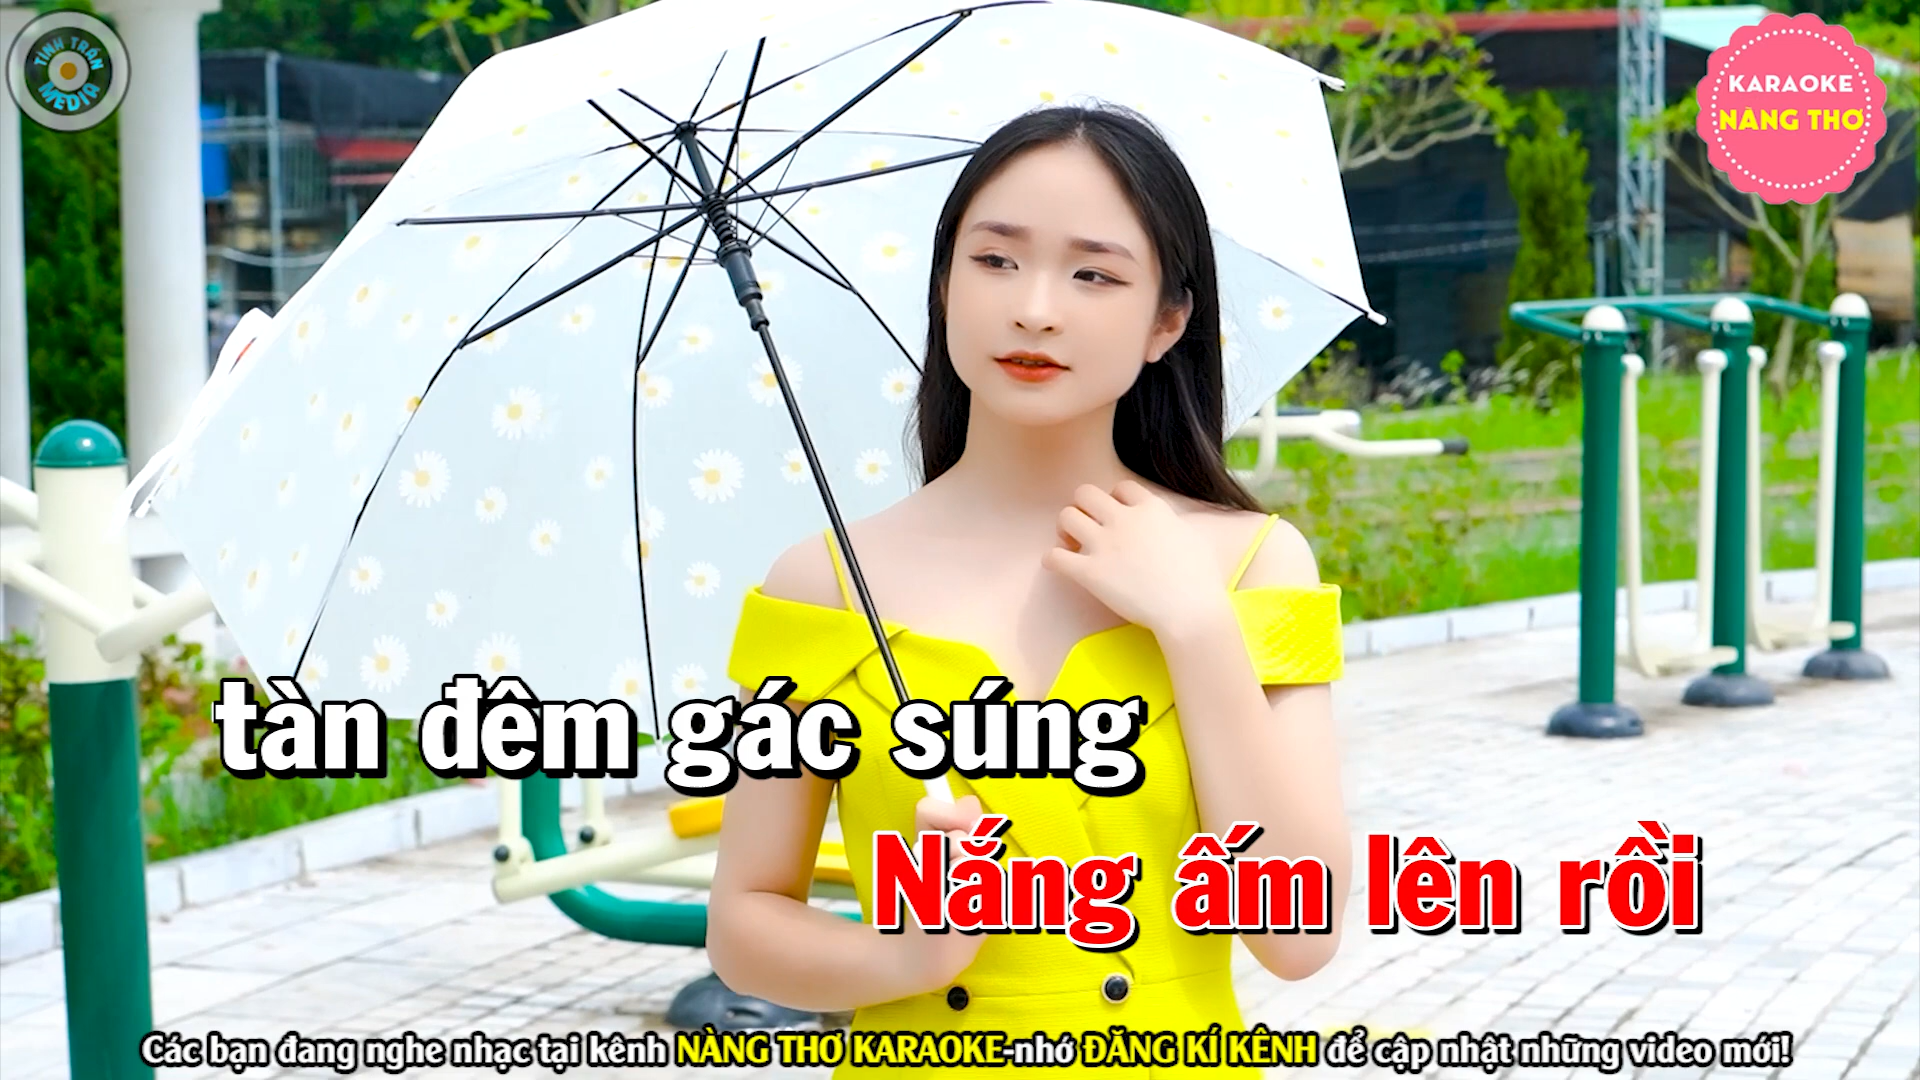 TÌNH TRẦN
MEDIA
KARAOKE
NÀNG THƠ
tàn đêm gác súng
Nắng ấm lên rồi
Các bạn đang nghe nhạc tại kênh NÀNG THƠ KARAOKE-nhớ ĐĂNG KÍ KÊNH để cập nhật những video mới!